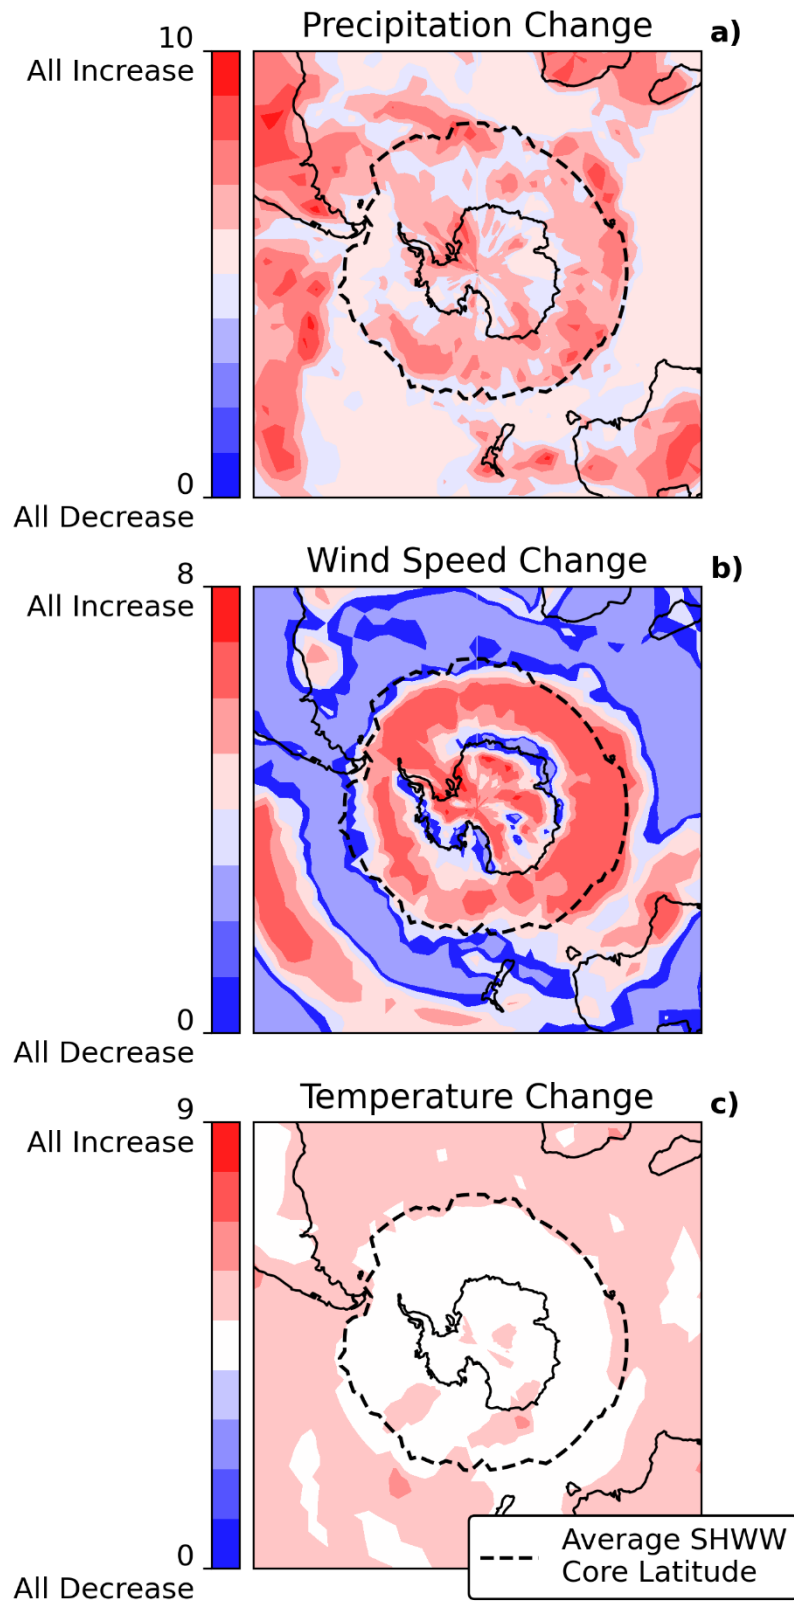 Precipitation Change
a)
10
All Increase
0
All Decrease
Wind Speed Change
b)
8
All Increase
0
All Decrease
Temperature Change
c)
9
All Increase
0
All Decrease
Average SHWW
Core Latitude